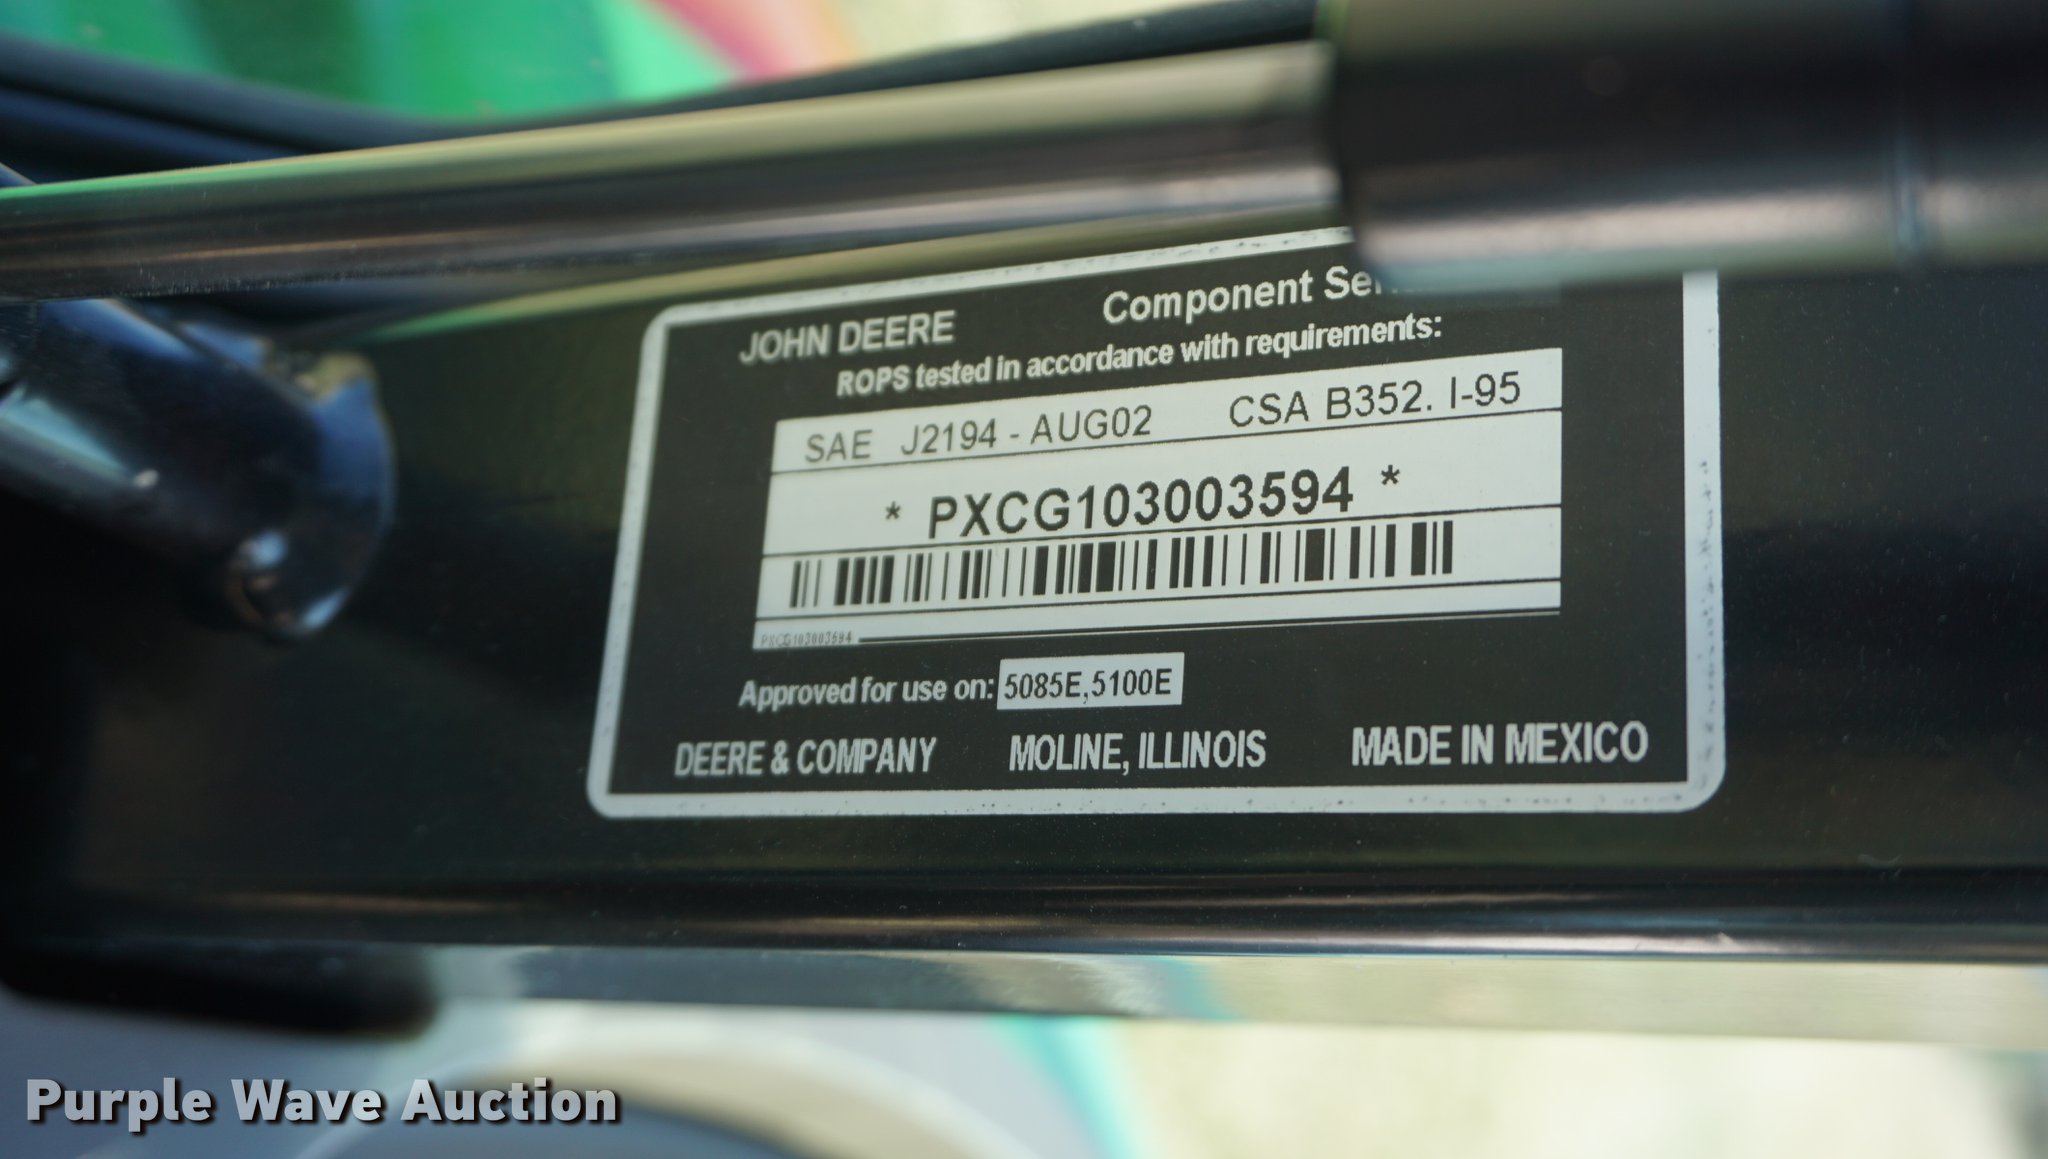 JOHN DEERE
Component
ROPS tested in accordance with requirements:
SAE J2194 - AUG02 CSA B352. I-95
* PXCG103003594 *
PXCG103003594
Approved for use on: 5085E,5100E
DEERE & COMPANY MOLINE, ILLINOIS MADE IN MEXICO
Purple Wave Auction